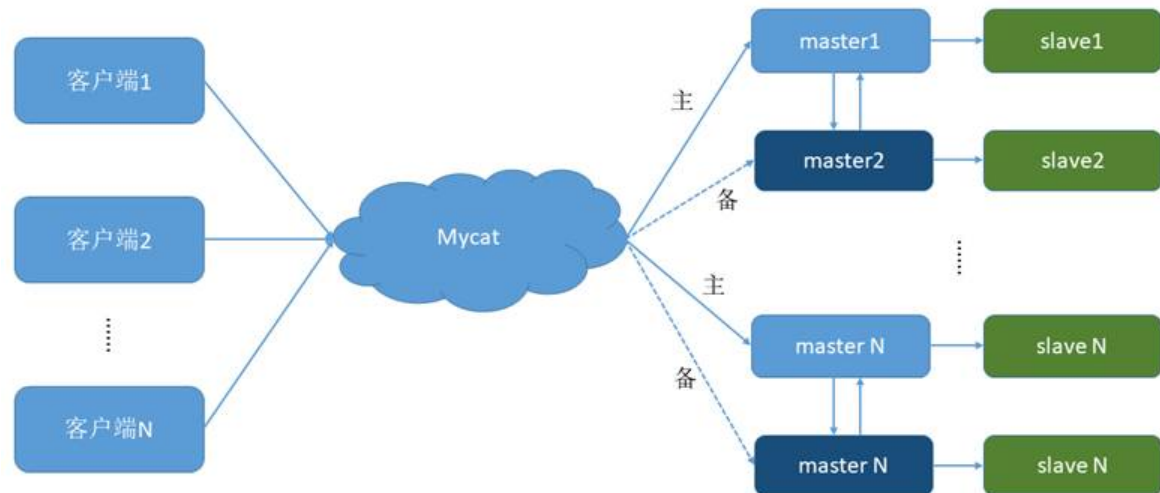 客户端1
客户端2
客户端N
Mycat
主
备
主
备
master1
slave1
master2
slave2
master N
slave N
master N
slave N